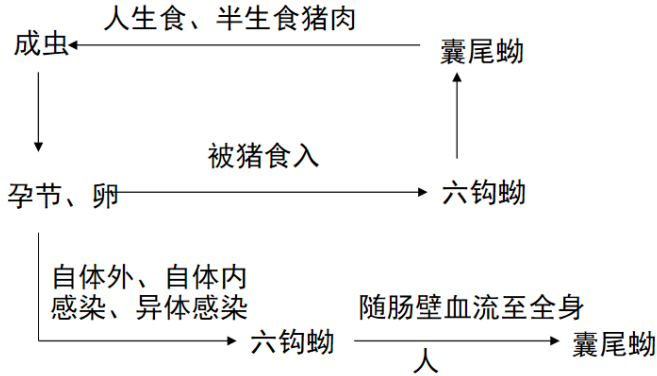 人生食、半生食猪肉
成虫
囊尾蚴
被猪食入
孕节、卵
六钩蚴
自体外、自体内
感染、异体感染
随肠壁血流至全身
六钩蚴
人
囊尾蚴